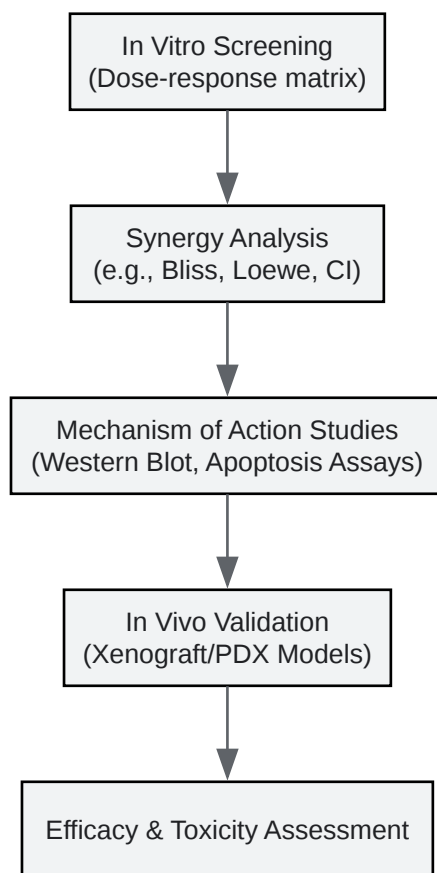 In Vitro Screening
(Dose-response matrix)
Synergy Analysis
(e.g., Bliss, Loewe, CI)
Mechanism of Action Studies
(Western Blot, Apoptosis Assays)
In Vivo Validation
(Xenograft/PDX Models)
Efficacy & Toxicity Assessment